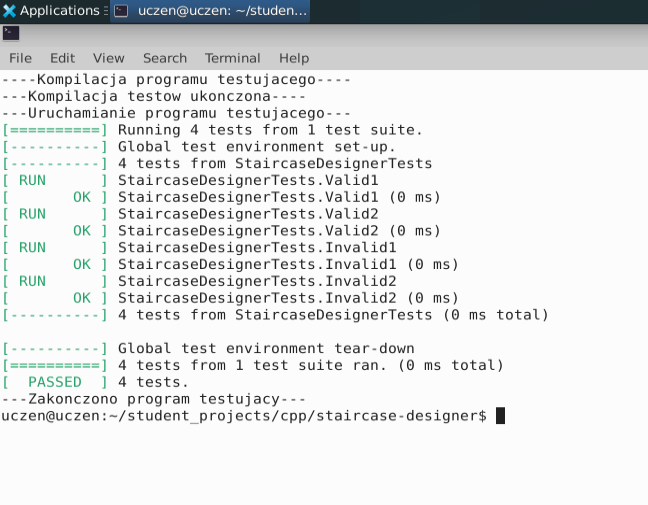 Applications uczen@uczen: ~/studen...
File Edit View Search Terminal Help
----Kompilacja programu testujacego----
---Kompilacja testow ukonczona----
---Uruchamianie programu testujacego---
[==========] Running 4 tests from 1 test suite.
[----------] Global test environment set-up.
[----------] 4 tests from StaircaseDesignerTests
[ RUN      ] StaircaseDesignerTests.Valid1
[       OK ] StaircaseDesignerTests.Valid1 (0 ms)
[ RUN      ] StaircaseDesignerTests.Valid2
[       OK ] StaircaseDesignerTests.Valid2 (0 ms)
[ RUN      ] StaircaseDesignerTests.Invalid1
[       OK ] StaircaseDesignerTests.Invalid1 (0 ms)
[ RUN      ] StaircaseDesignerTests.Invalid2
[       OK ] StaircaseDesignerTests.Invalid2 (0 ms)
[----------] 4 tests from StaircaseDesignerTests (0 ms total)
[----------] Global test environment tear-down
[==========] 4 tests from 1 test suite ran. (0 ms total)
[  PASSED  ] 4 tests.
---Zakonczono program testujacy---
uczen@uczen:~/student_projects/cpp/staircase-designer$